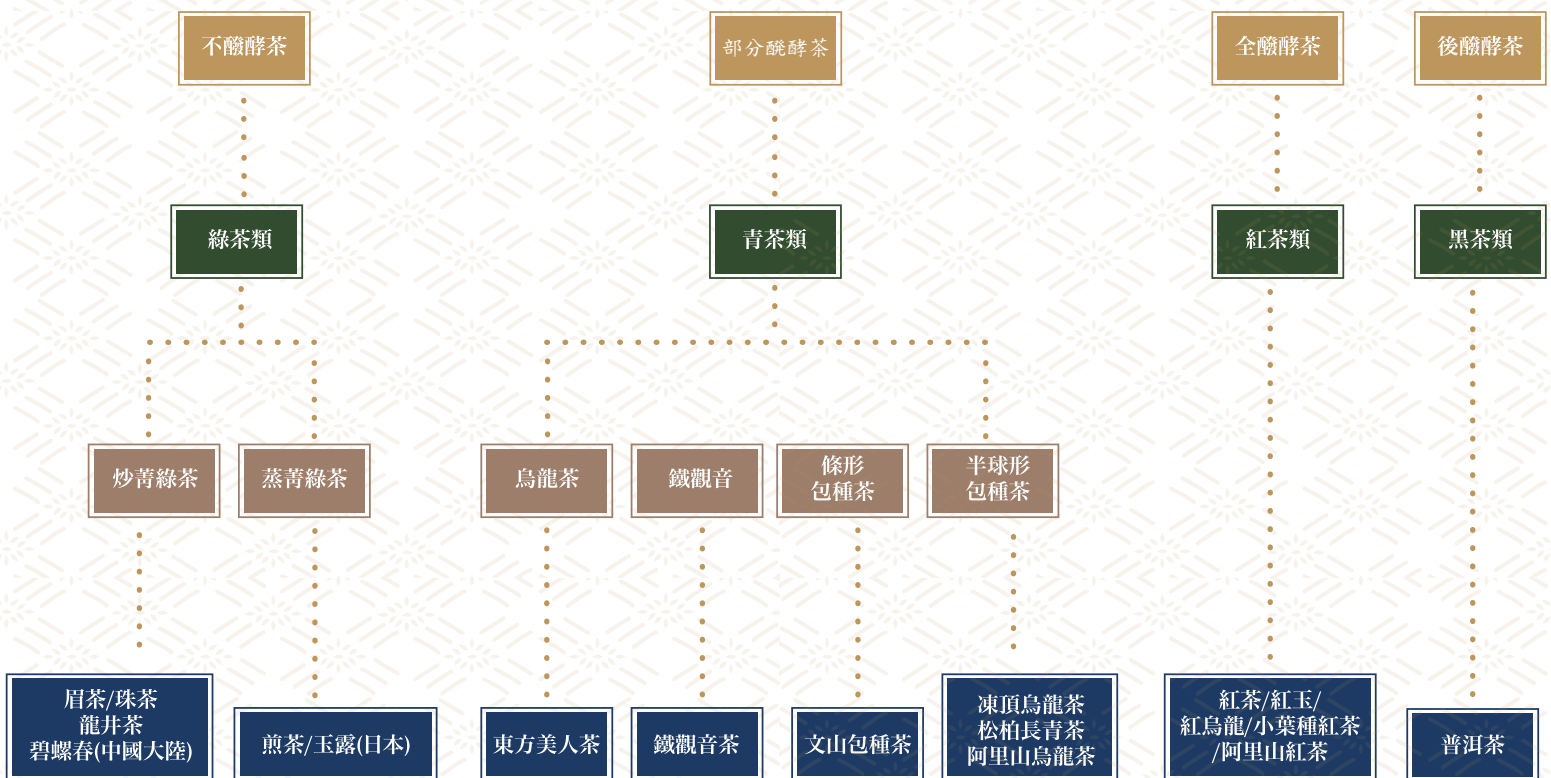 不醱酵茶
部分醗酵茶
全醱酵茶
後醱酵茶
綠茶類
青茶類
紅茶類
黑茶類
炒菁綠茶
蒸菁綠茶
烏龍茶
鐵觀音
條形
包種茶
半球形
包種茶
眉茶/珠茶
龍井茶
碧螺春(中國大陸)
煎茶/玉露(日本)
東方美人茶
鐵觀音茶
文山包種茶
凍頂烏龍茶
松柏長青茶
阿里山烏龍茶
紅茶/紅玉/
紅烏龍/小葉種紅茶
/阿里山紅茶
普洱茶